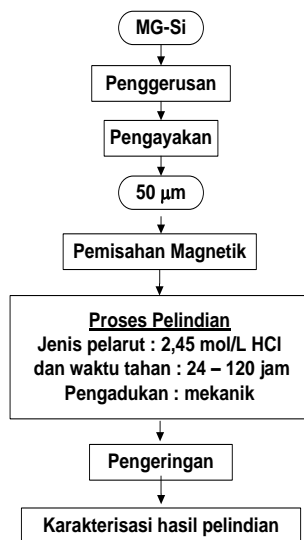 MG-Si
Penggerusan
Pengayakan
50 μm
Pemisahan Magnetik
Proses Pelindian
Jenis pelarut : 2,45 mol/L HCl
dan waktu tahan : 24 – 120 jam
Pengadukan : mekanik
Pengeringan
Karakterisasi hasil pelindian